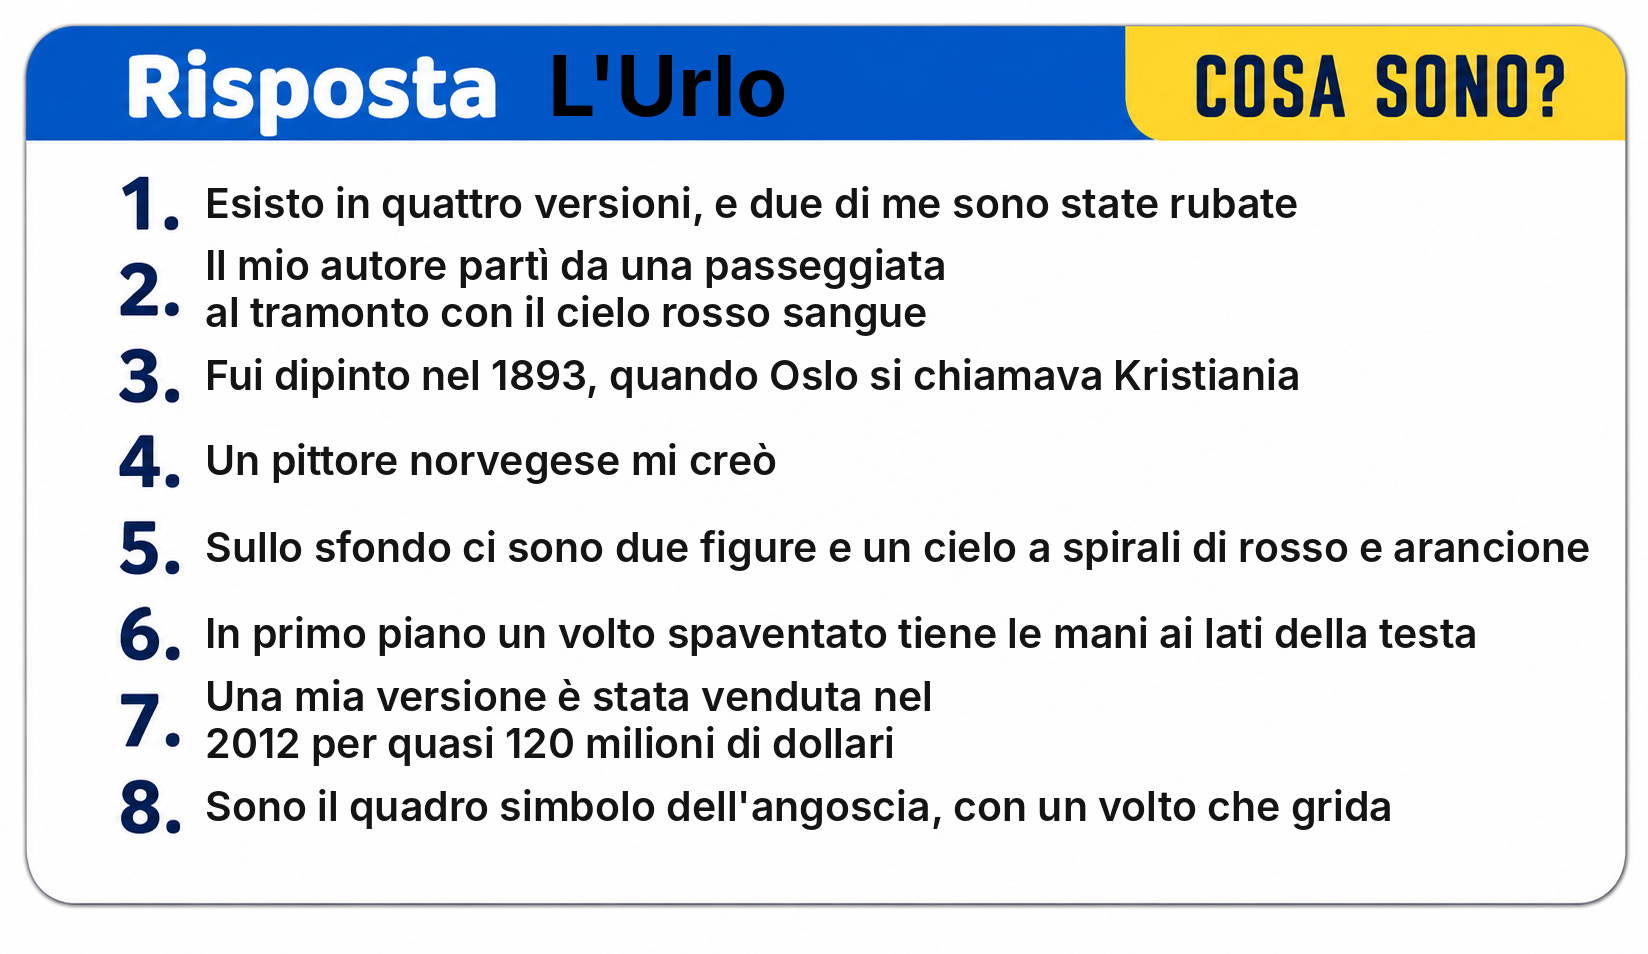 Risposta L'Urlo COSA SONO?
1. Esisto in quattro versioni, e due di me sono state rubate
2. Il mio autore partì da una passeggiata
al tramonto con il cielo rosso sangue
3. Fui dipinto nel 1893, quando Oslo si chiamava Kristiania
4. Un pittore norvegese mi creò
5. Sullo sfondo ci sono due figure e un cielo a spirali di rosso e arancione
6. In primo piano un volto spaventato tiene le mani ai lati della testa
7. Una mia versione è stata venduta nel
2012 per quasi 120 milioni di dollari
8. Sono il quadro simbolo dell'angoscia, con un volto che grida